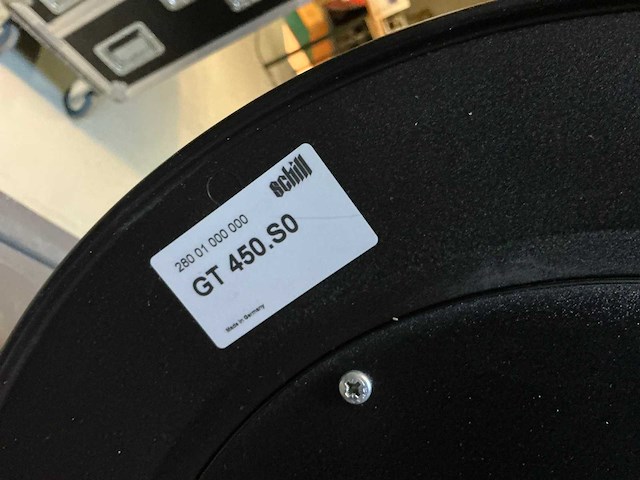 schill
280 01 000 000
GT 450.S0
Made in Germany